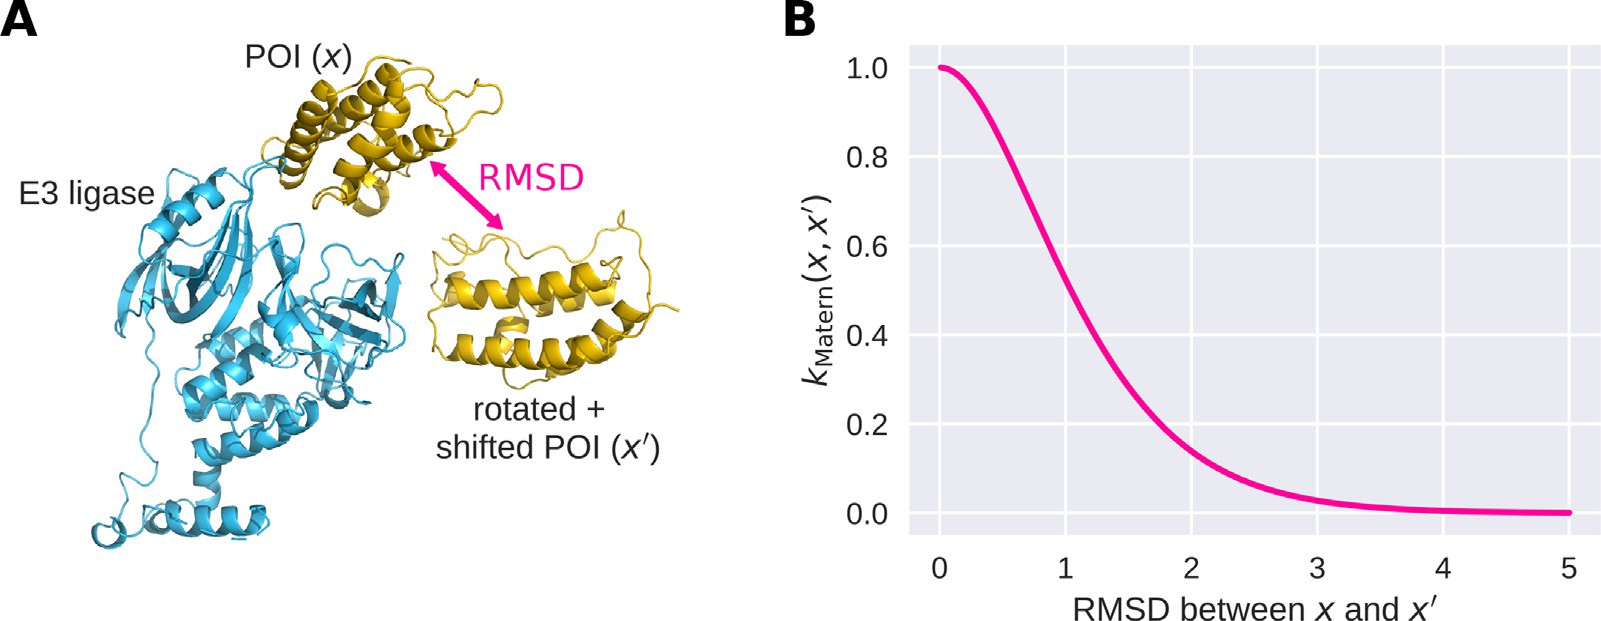 A
POI (x)
E3 ligase
RMSD
rotated +
shifted POI (x′)
B
k_Matern(x, x′)
1.0
0.8
0.6
0.4
0.2
0.0
0 1 2 3 4 5
RMSD between x and x′